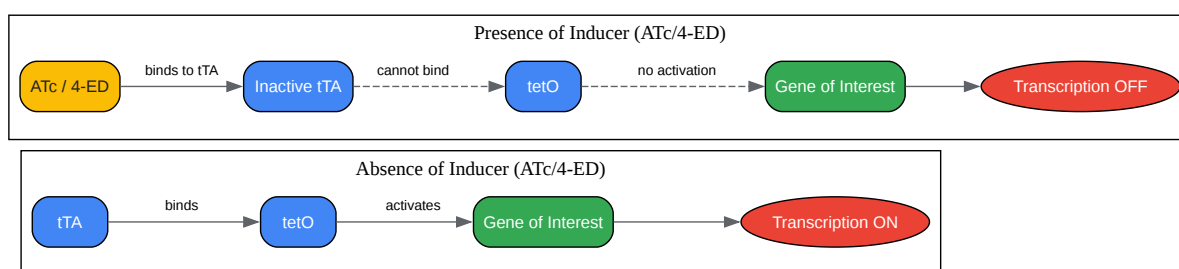 Presence of Inducer (ATc/4-ED)
ATc / 4-ED
binds to tTA
Inactive tTA
cannot bind
tetO
no activation
Gene of Interest
Transcription OFF
Absence of Inducer (ATc/4-ED)
tTA
binds
tetO
activates
Gene of Interest
Transcription ON